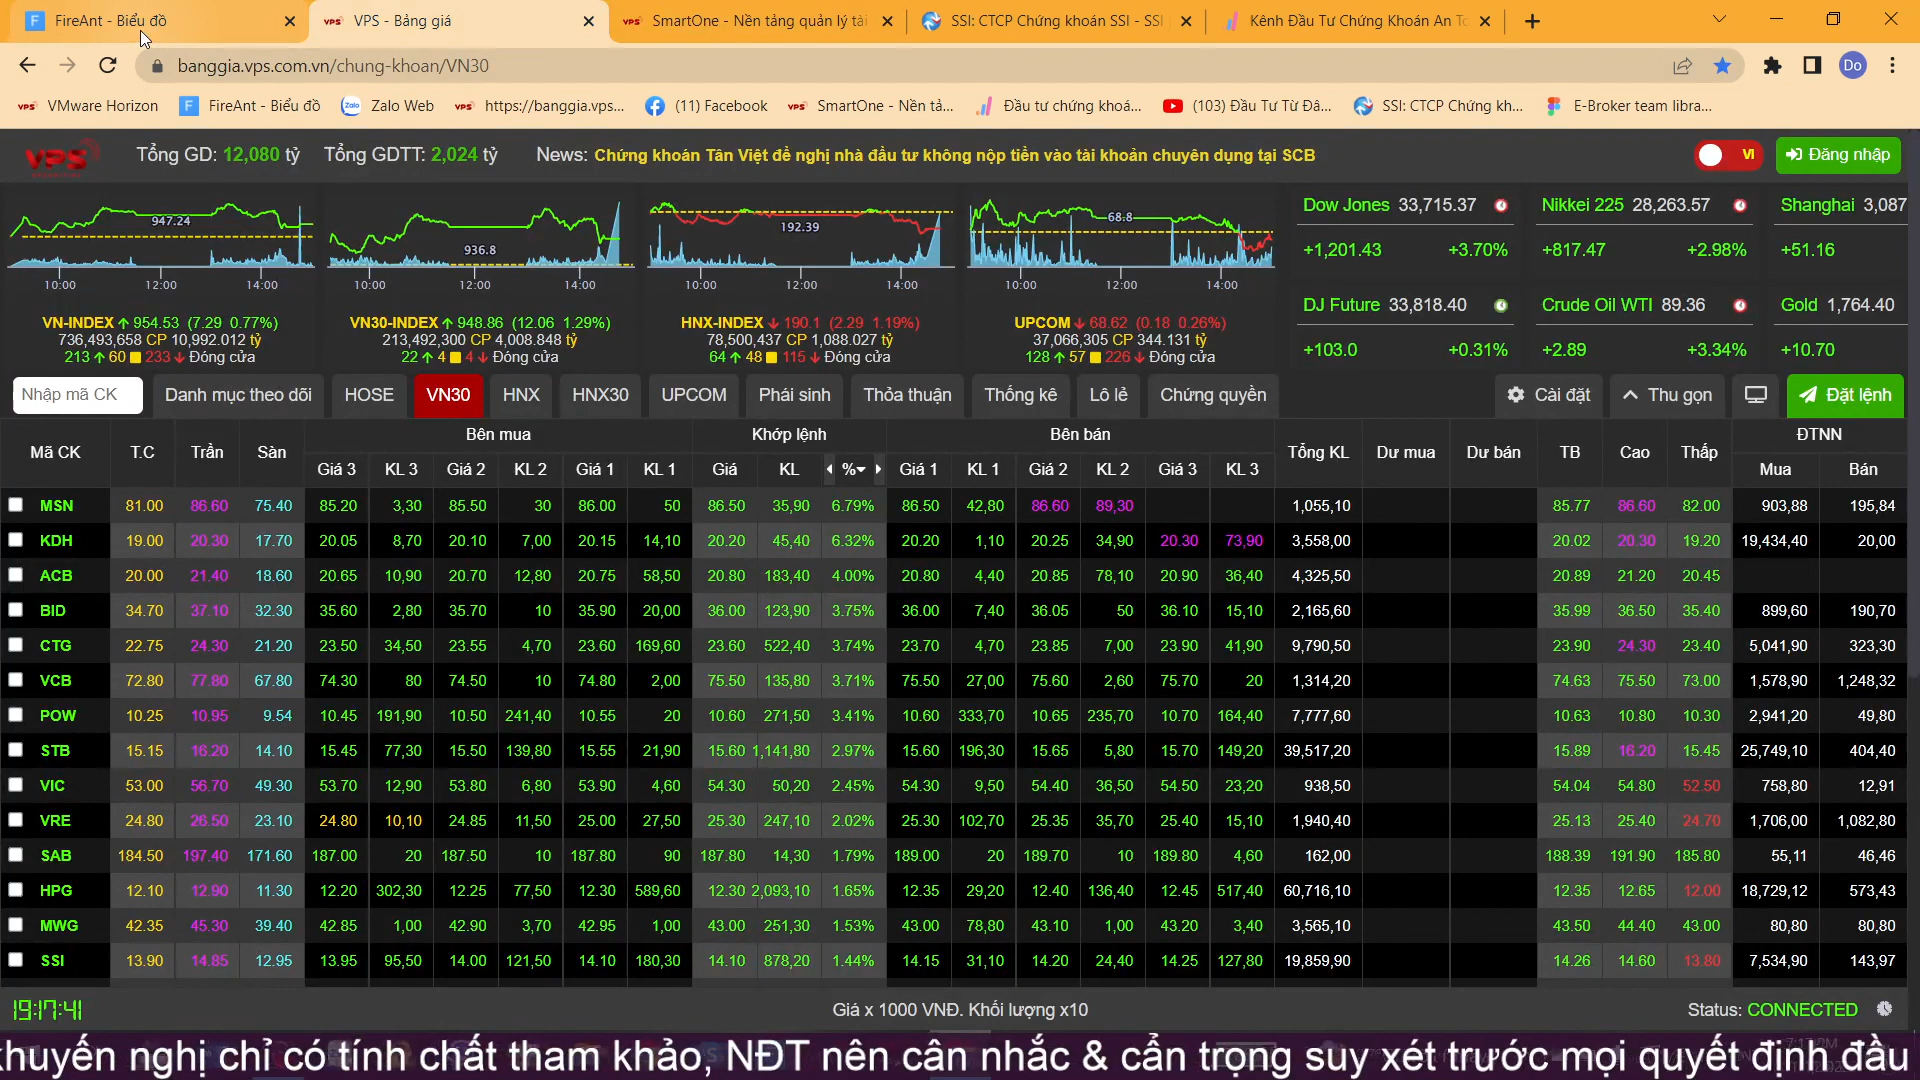 FireAnt - Biểu đồ
VPS - Bảng giá
SmartOne - Nền tảng quản lý tài
SSI: CTCP Chứng khoán SSI - SSI
Kênh Đầu Tư Chứng Khoán An To
banggia.vps.com.vn/chung-khoan/VN30
Do
VMware Horizon
FireAnt - Biểu đồ
Zalo Web
https://banggia.vps...
(11) Facebook
SmartOne - Nền tả...
Đầu tư chứng khoá...
(103) Đầu Tư Từ Đâ...
SSI: CTCP Chứng kh...
E-Broker team libra...
VPS Tổng GD: 12,080 tỷ Tổng GDTT: 2,024 tỷ News: Chứng khoán Tân Việt đề nghị nhà đầu tư không nộp tiền vào tài khoản chuyên dụng tại SCB VI Đăng nhập
947.24
10:00 12:00 14:00
VN-INDEX 954.53 (7.29 0.77%)
736,493,658 CP 10,992.012 tỷ
213 60 233 Đóng cửa
936.8
10:00 12:00 14:00
VN30-INDEX 948.86 (12.06 1.29%)
213,492,300 CP 4,008.848 tỷ
22 4 4 Đóng cửa
192.39
10:00 12:00 14:00
HNX-INDEX 190.1 (2.29 1.19%)
78,500,437 CP 1,088.027 tỷ
64 48 115 Đóng cửa
68.8
10:00 12:00 14:00
UPCOM 68.62 (0.18 0.26%)
37,066,305 CP 344.131 tỷ
128 57 226 Đóng cửa
Dow Jones 33,715.37
+1,201.43 +3.70%
Nikkei 225 28,263.57
+817.47 +2.98%
Shanghai 3,087
+51.16
DJ Future 33,818.40
+103.0 +0.31%
Crude Oil WTI 89.36
+2.89 +3.34%
Gold 1,764.40
+10.70
Nhập mã CK Danh mục theo dõi HOSE VN30 HNX HNX30 UPCOM Phái sinh Thỏa thuận Thống kê Lô lẻ Chứng quyền Cài đặt Thu gọn Đặt lệnh
Mã CK T.C Trần Sàn Bên mua Khớp lệnh Bên bán Tổng KL Dư mua Dư bán TB Cao Thấp ĐTNN
Giá 3 KL 3 Giá 2 KL 2 Giá 1 KL 1 Giá KL % Giá 1 KL 1 Giá 2 KL 2 Giá 3 KL 3 Mua Bán
MSN 81.00 86.60 75.40 85.20 3,30 85.50 30 86.00 50 86.50 35,90 6.79% 86.50 42,80 86.60 89,30 1,055,10 85.77 86.60 82.00 903,88 195,84
KDH 19.00 20.30 17.70 20.05 8,70 20.10 7,00 20.15 14,10 20.20 45,40 6.32% 20.20 1,10 20.25 34,90 20.30 73,90 3,558,00 20.02 20.30 19.20 19,434,40 20,00
ACB 20.00 21.40 18.60 20.65 10,90 20.70 12,80 20.75 58,50 20.80 183,40 4.00% 20.80 4,40 20.85 78,10 20.90 36,40 4,325,50 20.89 21.20 20.45
BID 34.70 37.10 32.30 35.60 2,80 35.70 10 35.90 20,00 36.00 123,90 3.75% 36.00 7,40 36.05 50 36.10 15,10 2,165,60 35.99 36.50 35.40 899,60 190,70
CTG 22.75 24.30 21.20 23.50 34,50 23.55 4,70 23.60 169,60 23.60 522,40 3.74% 23.70 4,70 23.85 7,00 23.90 41,90 9,790,50 23.90 24.30 23.40 5,041,90 323,30
VCB 72.80 77.80 67.80 74.30 80 74.50 10 74.80 2,00 75.50 135,80 3.71% 75.50 27,00 75.60 2,60 75.70 20 1,314,20 74.63 75.50 73.00 1,578,90 1,248,32
POW 10.25 10.95 9.54 10.45 191,90 10.50 241,40 10.55 20 10.60 271,50 3.41% 10.60 333,70 10.65 235,70 10.70 164,40 7,777,60 10.63 10.80 10.30 2,941,20 49,80
STB 15.15 16.20 14.10 15.45 77,30 15.50 139,80 15.55 21,90 15.60 1,141,80 2.97% 15.60 196,30 15.65 5,80 15.70 149,20 39,517,20 15.89 16.20 15.45 25,749,10 404,40
VIC 53.00 56.70 49.30 53.70 12,90 53.80 6,80 53.90 4,60 54.30 50,20 2.45% 54.30 9,50 54.40 36,50 54.50 23,20 938,50 54.04 54.80 52.50 758,80 12,91
VRE 24.80 26.50 23.10 24.80 10,10 24.85 11,50 25.00 27,50 25.30 247,10 2.02% 25.30 102,70 25.35 35,70 25.40 15,10 1,940,40 25.13 25.40 24.70 1,706,00 1,082,80
SAB 184.50 197.40 171.60 187.00 20 187.50 10 187.80 90 187.80 14,30 1.79% 189.00 20 189.70 10 189.80 4,60 162,00 188.39 191.90 185.80 55,11 46,46
HPG 12.10 12.90 11.30 12.20 302,30 12.25 77,50 12.30 589,60 12.30 2,093,10 1.65% 12.35 29,20 12.40 136,40 12.45 517,40 60,716,10 12.35 12.65 12.00 18,729,12 573,43
MWG 42.35 45.30 39.40 42.85 1,00 42.90 3,70 42.95 1,00 43.00 251,30 1.53% 43.00 78,80 43.10 1,00 43.20 3,40 3,565,10 43.50 44.40 43.00 80,80 80,80
SSI 13.90 14.85 12.95 13.95 95,50 14.00 121,50 14.10 180,30 14.10 878,20 1.44% 14.15 31,10 14.20 24,40 14.25 127,80 19,859,90 14.26 14.60 13.80 7,534,90 143,97
19:17:41 Giá x 1000 VNĐ. Khối lượng x10 Status: CONNECTED
khuyến nghị chỉ có tính chất tham khảo, NĐT nên cân nhắc & cẩn trọng suy xét trước mọi quyết định đầu